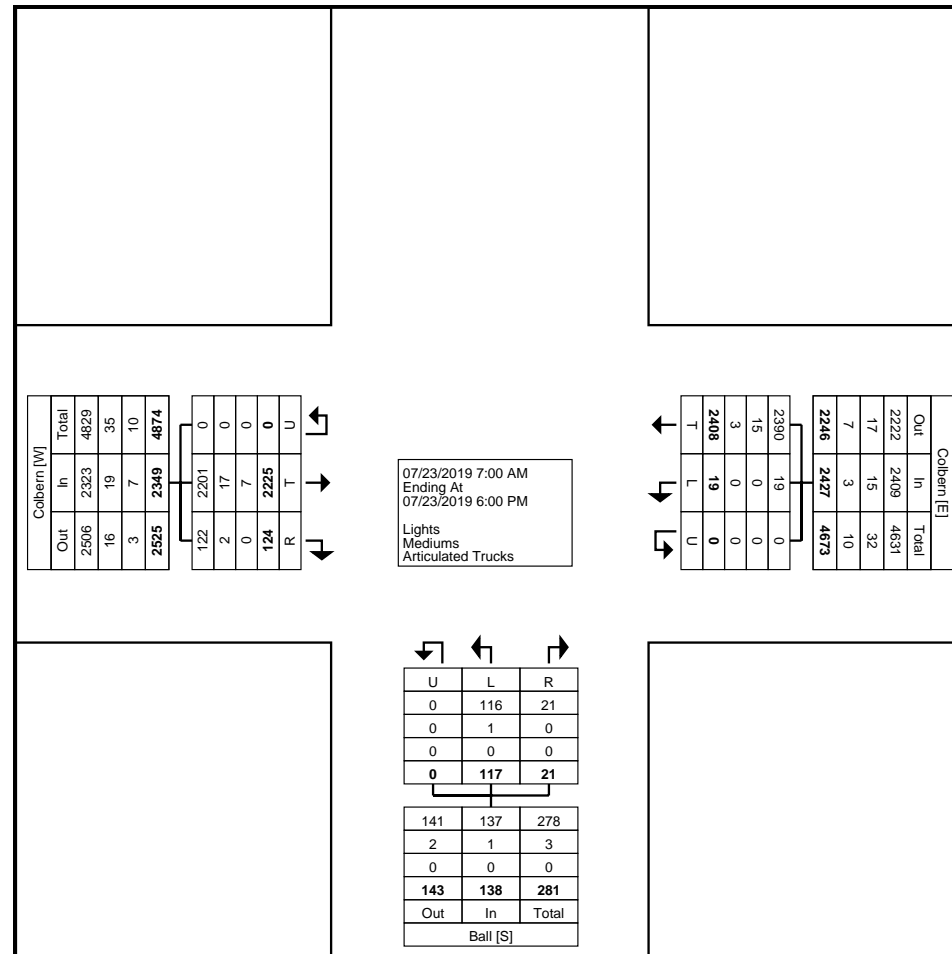 Colbern [W]
Total In Out
4829 2323 2506
35 19 16
10 7 3
4874 2349 2525
0 2201 122
0 17 2
0 7 0
0 2225 124
U T R
07/23/2019 7:00 AM
Ending At
07/23/2019 6:00 PM
Lights
Mediums
Articulated Trucks
Colbern [E]
Out In Total
2222 2409 4631
17 15 32
7 3 10
2246 2427 4673
2390 19 0
15 0 0
3 0 0
2408 19 0
T L U
U L R
0 116 21
0 1 0
0 0 0
0 117 21
141 137 278
2 1 3
0 0 0
143 138 281
Out In Total
Ball [S]